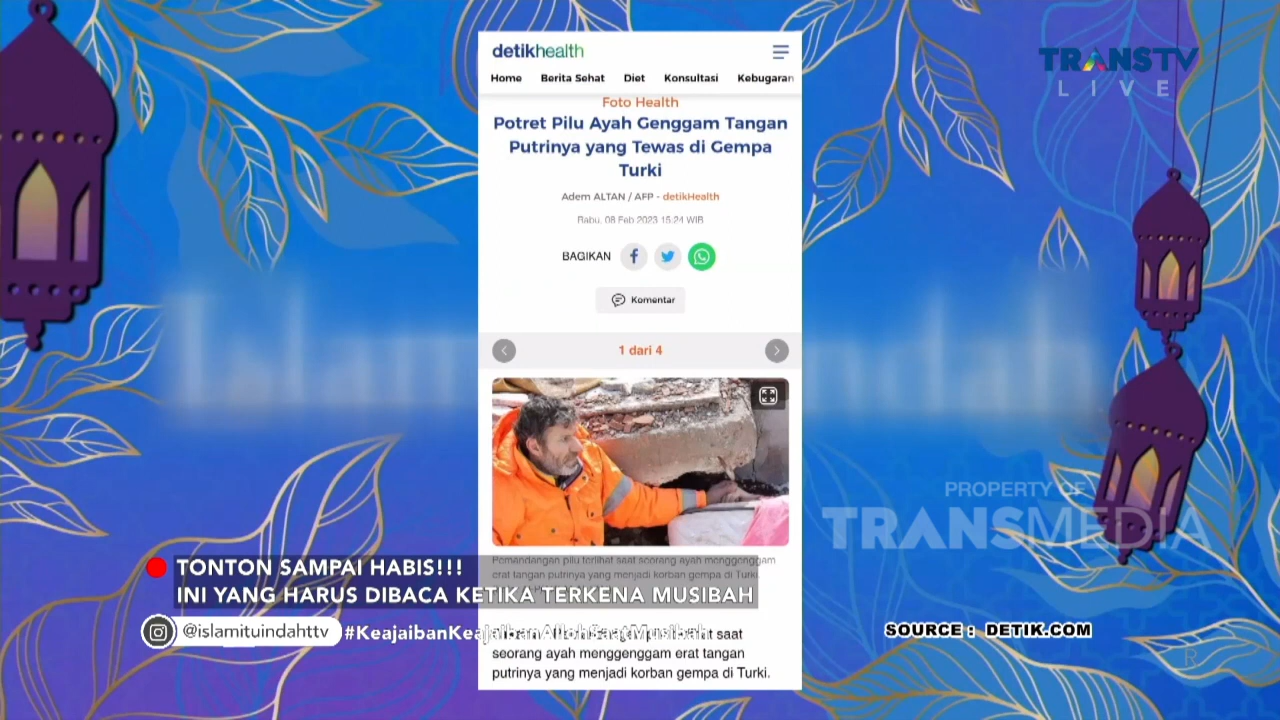 detikhealth
TRANSTV
LIVE
Home Berita Sehat Diet Konsultasi Kebugaran
Foto Health
Potret Pilu Ayah Genggam Tangan
Putrinya yang Tewas di Gempa
Turki
Adem ALTAN / AFP - detikHealth
Rabu, 08 Feb 2023 15:24 WIB
BAGIKAN
Komentar
1 dari 4
Islam
indah
PROPERTY OF
TRANSMEDIA
Pemandangan pilu terlihat saat seorang ayah menggenggam
erat tangan putrinya yang menjadi korban gempa di Turki.
TONTON SAMPAI HABIS!!!
INI YANG HARUS DIBACA KETIKA TERKENA MUSIBAH
@islamituindahttv
SOURCE : DETIK.COM
saat
seorang ayah menggenggam erat tangan
putrinya yang menjadi korban gempa di Turki.